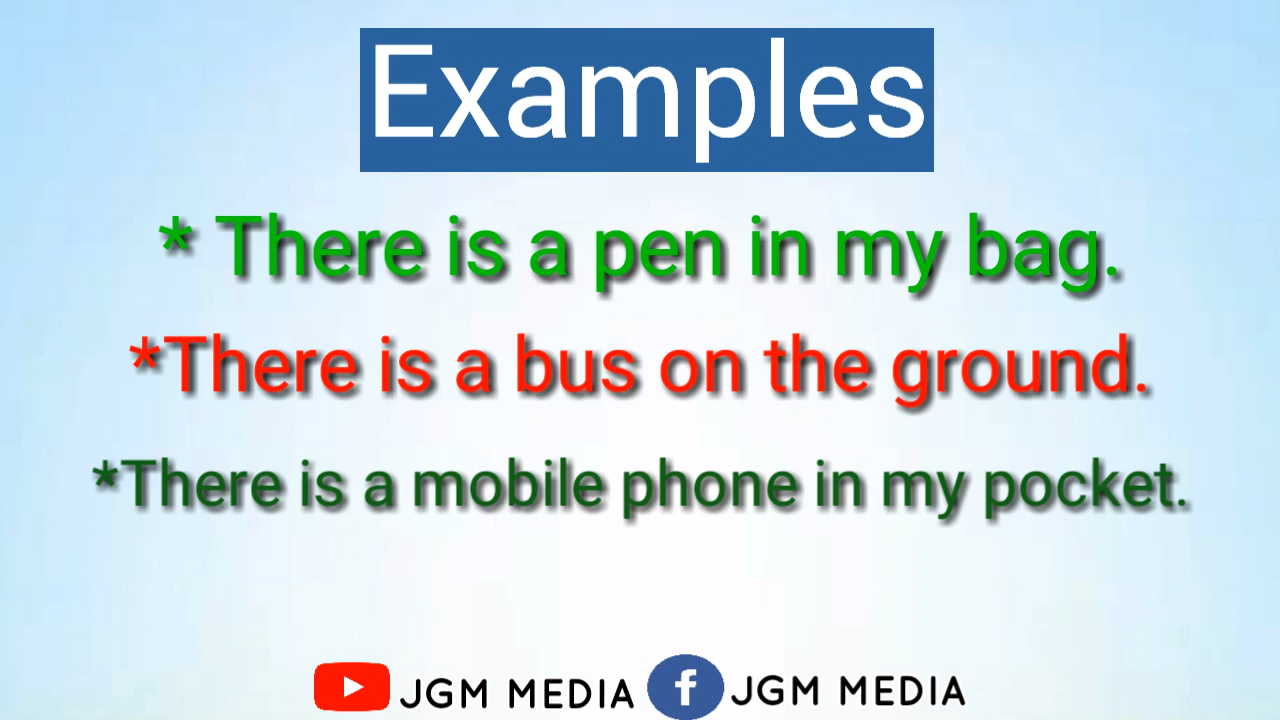 Examples
* There is a pen in my bag.
*There is a bus on the ground.
*There is a mobile phone in my pocket.
JGM MEDIA f JGM MEDIA